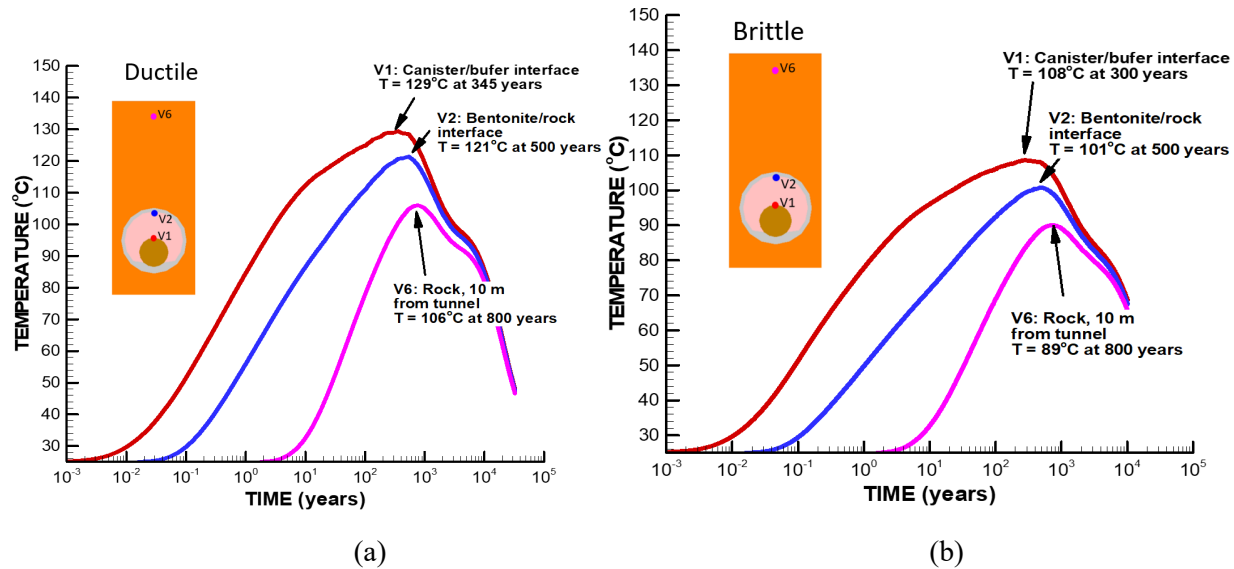 Ductile
150
140
130
120
110
100
90
80
70
60
50
40
30
TEMPERATURE (°C)
V6
V2
V1
V1: Canister/bufer interface
T = 129°C at 345 years
V2: Bentonite/rock
interface
T = 121°C at 500 years
V6: Rock, 10 m
from tunnel
T = 106°C at 800 years
10-3 10-2 10-1 100 101 102 103 104 105
TIME (years)
(a)
Brittle
150
140
130
120
110
100
90
80
70
60
50
40
30
TEMPERATURE (°C)
V6
V2
V1
V1: Canister/bufer interface
T = 108°C at 300 years
V2: Bentonite/rock
interface
T = 101°C at 500 years
V6: Rock, 10 m
from tunnel
T = 89°C at 800 years
10-3 10-2 10-1 100 101 102 103 104 105
TIME (years)
(b)